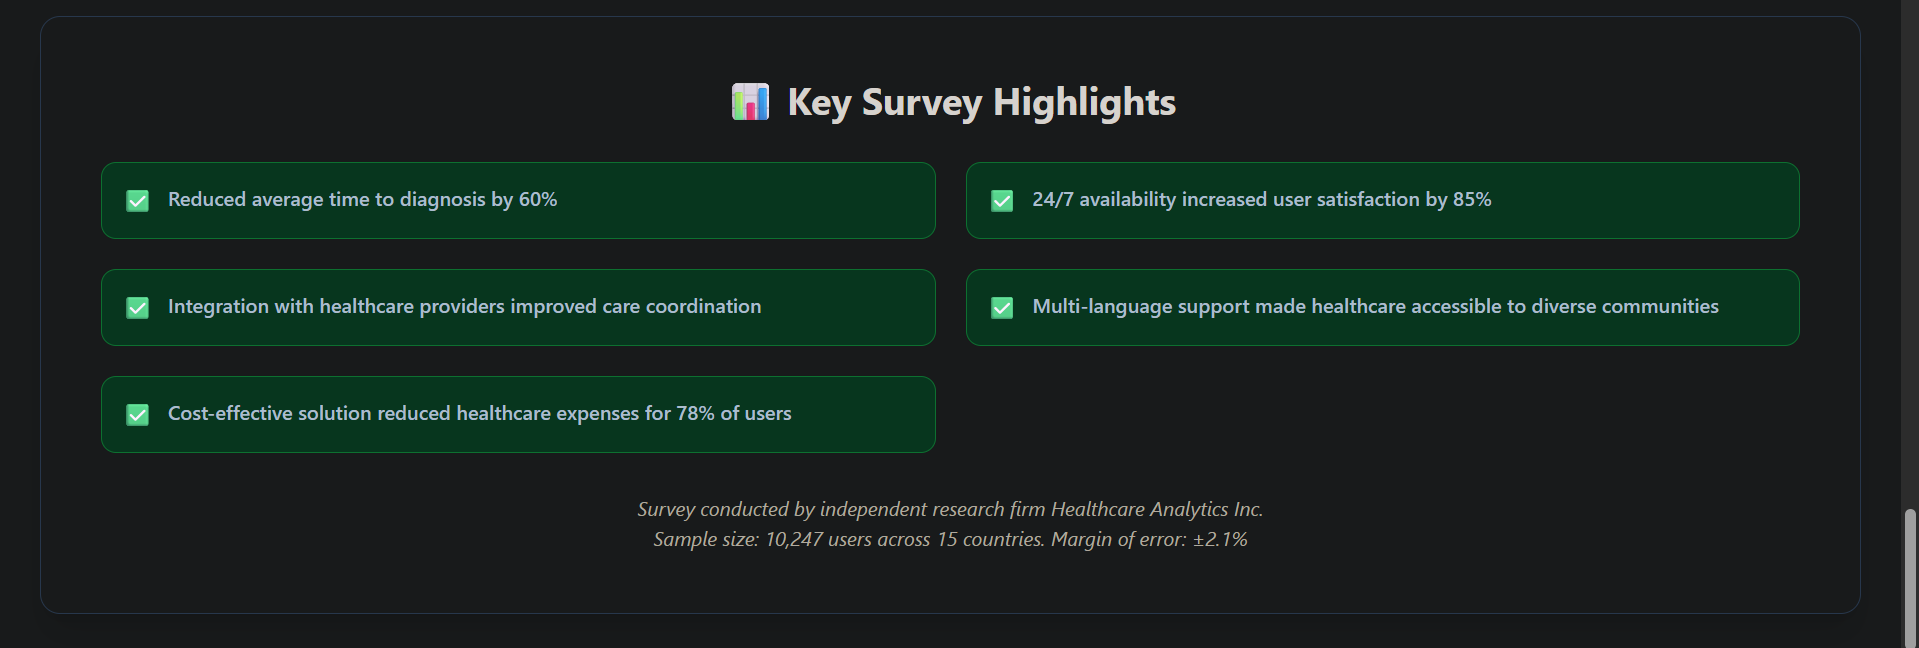 Key Survey Highlights
Reduced average time to diagnosis by 60%
24/7 availability increased user satisfaction by 85%
Integration with healthcare providers improved care coordination
Multi-language support made healthcare accessible to diverse communities
Cost-effective solution reduced healthcare expenses for 78% of users
Survey conducted by independent research firm Healthcare Analytics Inc.
Sample size: 10,247 users across 15 countries. Margin of error: ±2.1%